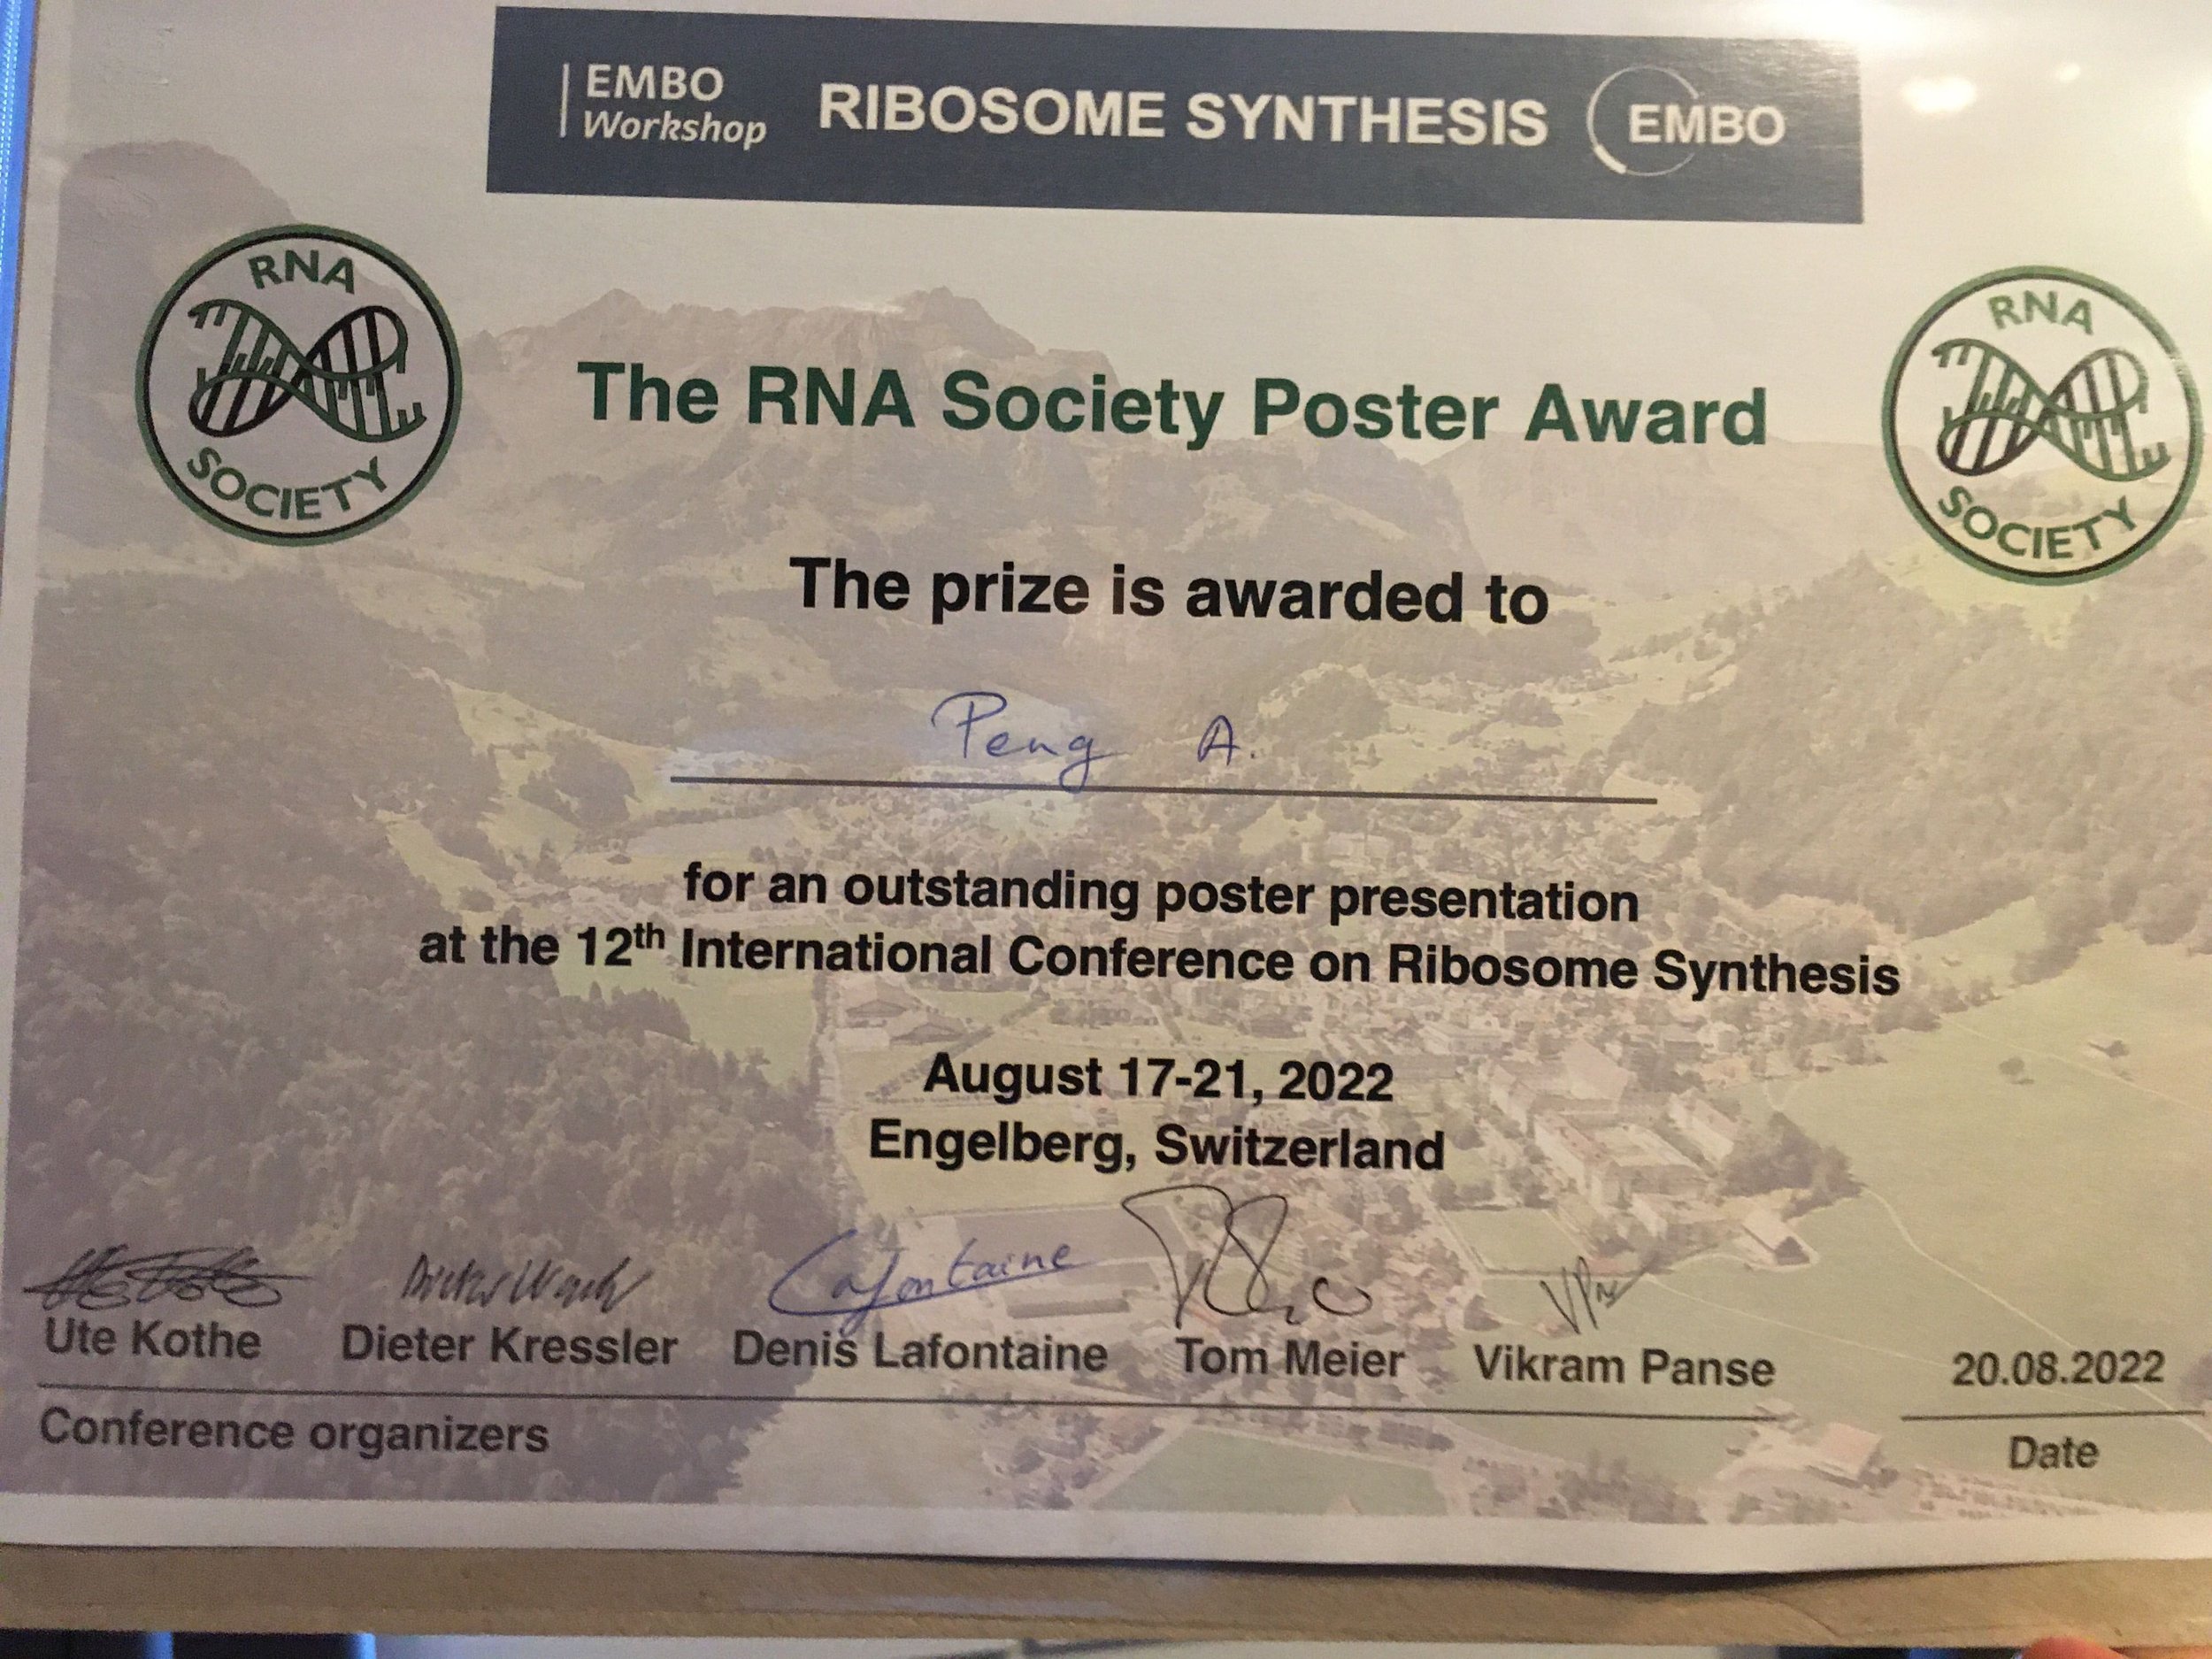 EMBO
Workshop
RIBOSOME SYNTHESIS
EMBO
RNA
SOCIETY
RNA
SOCIETY
The RNA Society Poster Award
The prize is awarded to
Peng A.
for an outstanding poster presentation
at the 12th International Conference on Ribosome Synthesis
August 17-21, 2022
Engelberg, Switzerland
Lafontaine
Ute Kothe Dieter Kressler Denis Lafontaine Tom Meier Vikram Panse 20.08.2022
Conference organizers
Date